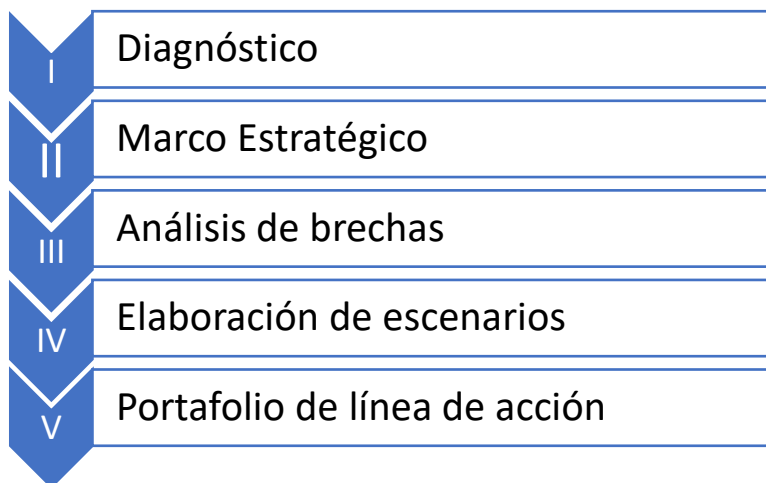 I
Diagnóstico
II
Marco Estratégico
III
Análisis de brechas
IV
Elaboración de escenarios
V
Portafolio de línea de acción